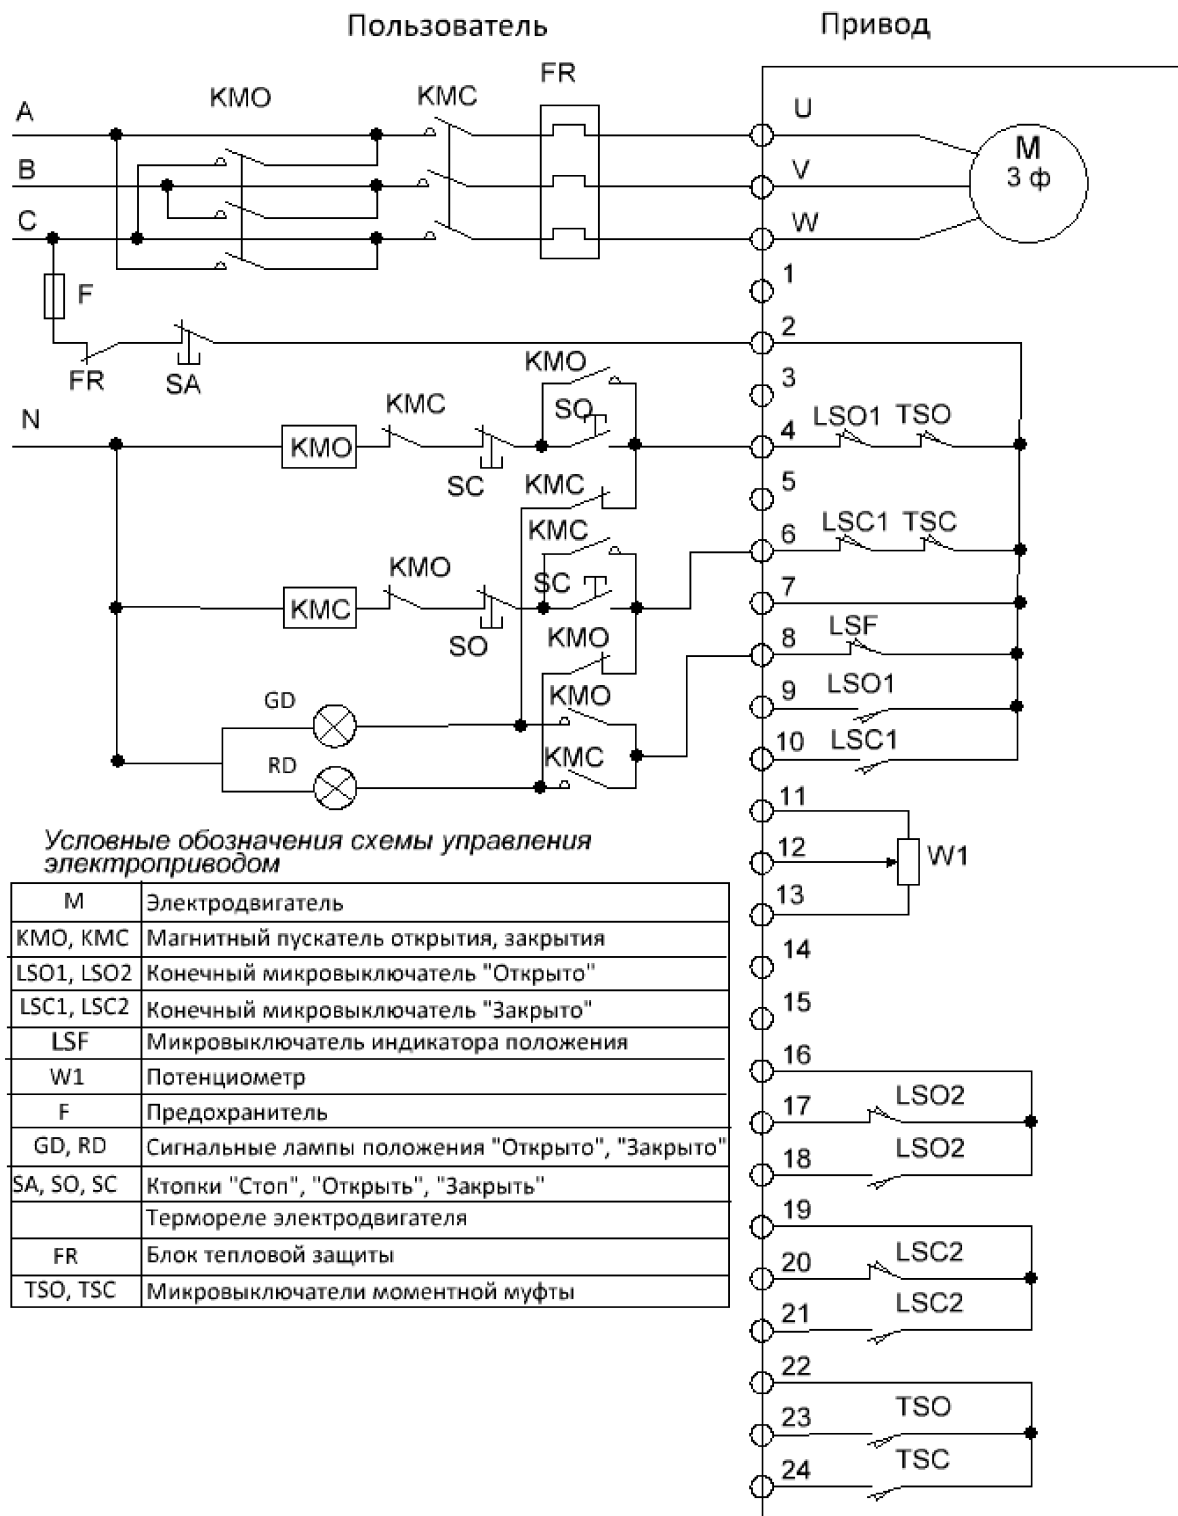 Пользователь
Привод
FR
KMO
KMC
A
U
B
V
C
W
M
3 ф
1
F
2
FR
SA
KMO
3
N
KMC
SO
4
LSO1
TSO
KMO
SC
KMC
5
KMC
6
LSC1
TSC
KMO
SC
7
KMC
SO
KMO
8
LSF
GD
KMO
9
LSO1
RD
KMC
10
LSC1
11
12
W1
13
14
15
16
17
LSO2
18
LSO2
19
20
LSC2
21
LSC2
22
23
TSO
24
TSC
Условные обозначения схемы управления
электроприводом
M Электродвигатель
KMO, KMC Магнитный пускатель открытия, закрытия
LSO1, LSO2 Конечный микровыключатель "Открыто"
LSC1, LSC2 Конечный микровыключатель "Закрыто"
LSF Микровыключатель индикатора положения
W1 Потенциометр
F Предохранитель
GD, RD Сигнальные лампы положения "Открыто", "Закрыто"
SA, SO, SC Ктопки "Стоп", "Открыть", "Закрыть"
Термореле электродвигателя
FR Блок тепловой защиты
TSO, TSC Микровыключатели моментной муфты